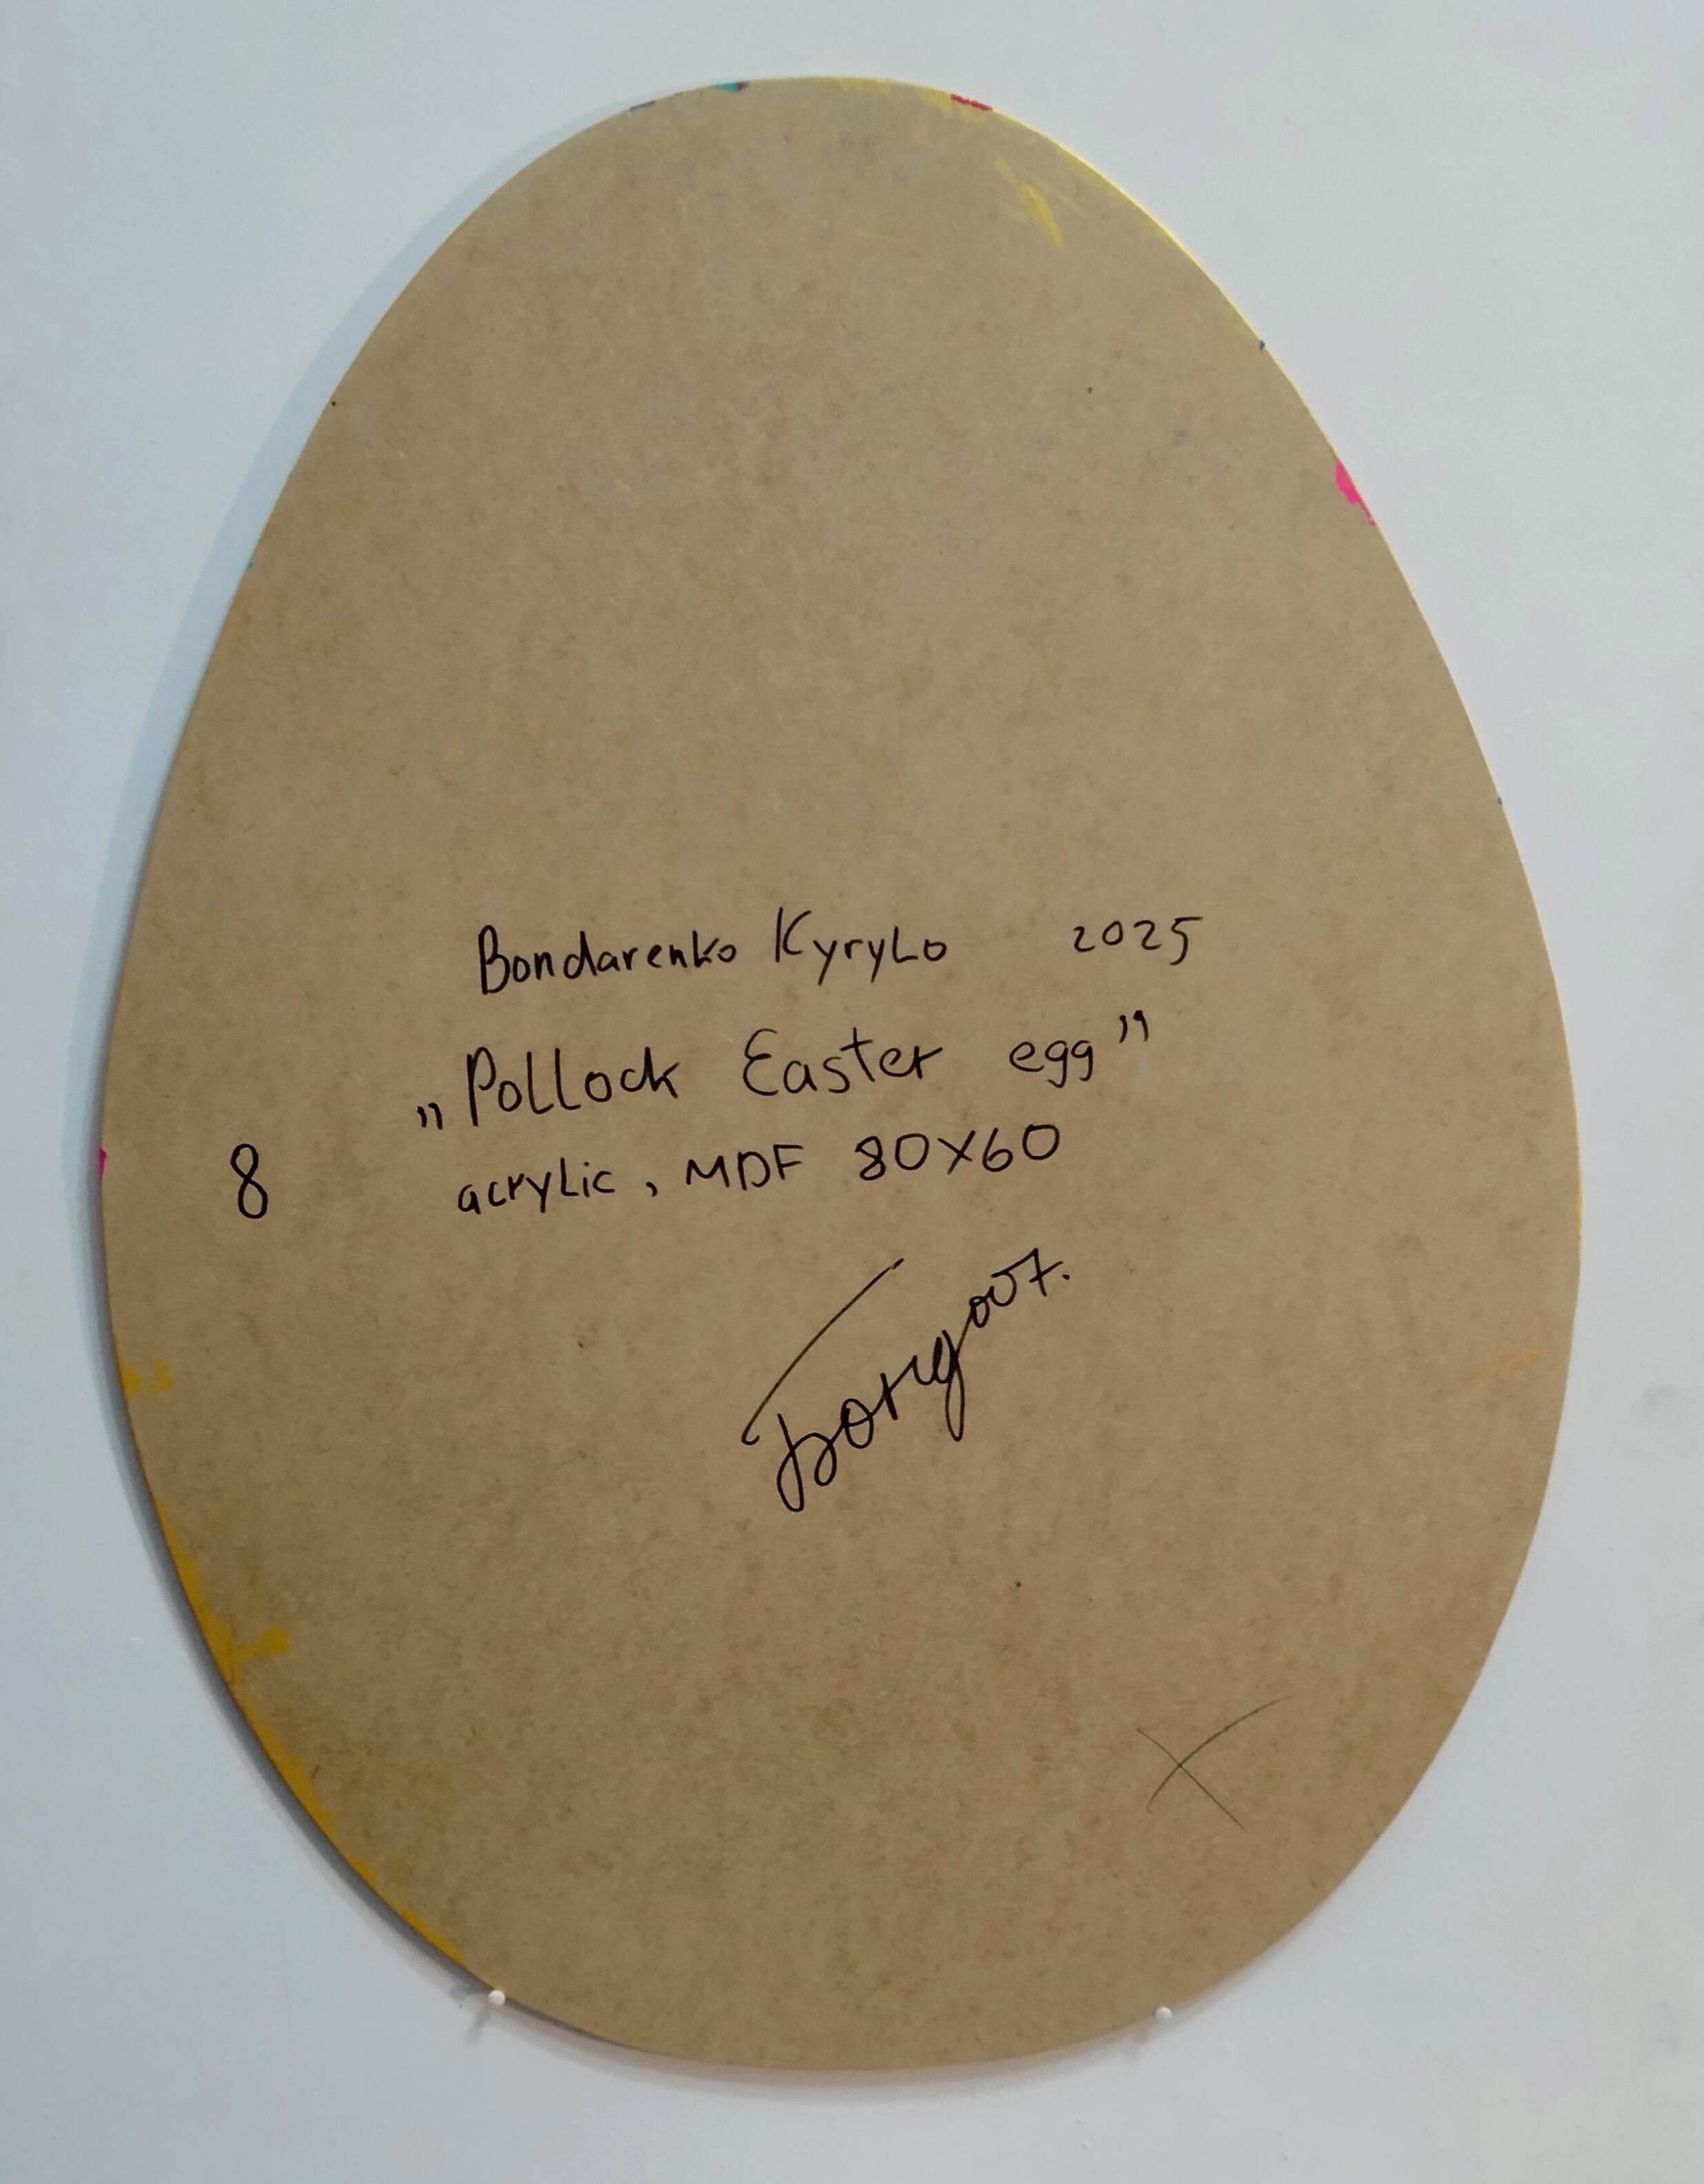 Bondarenko Kyrylo 2025
„Pollock Easter egg”
8 acrylic, MDF 80X60